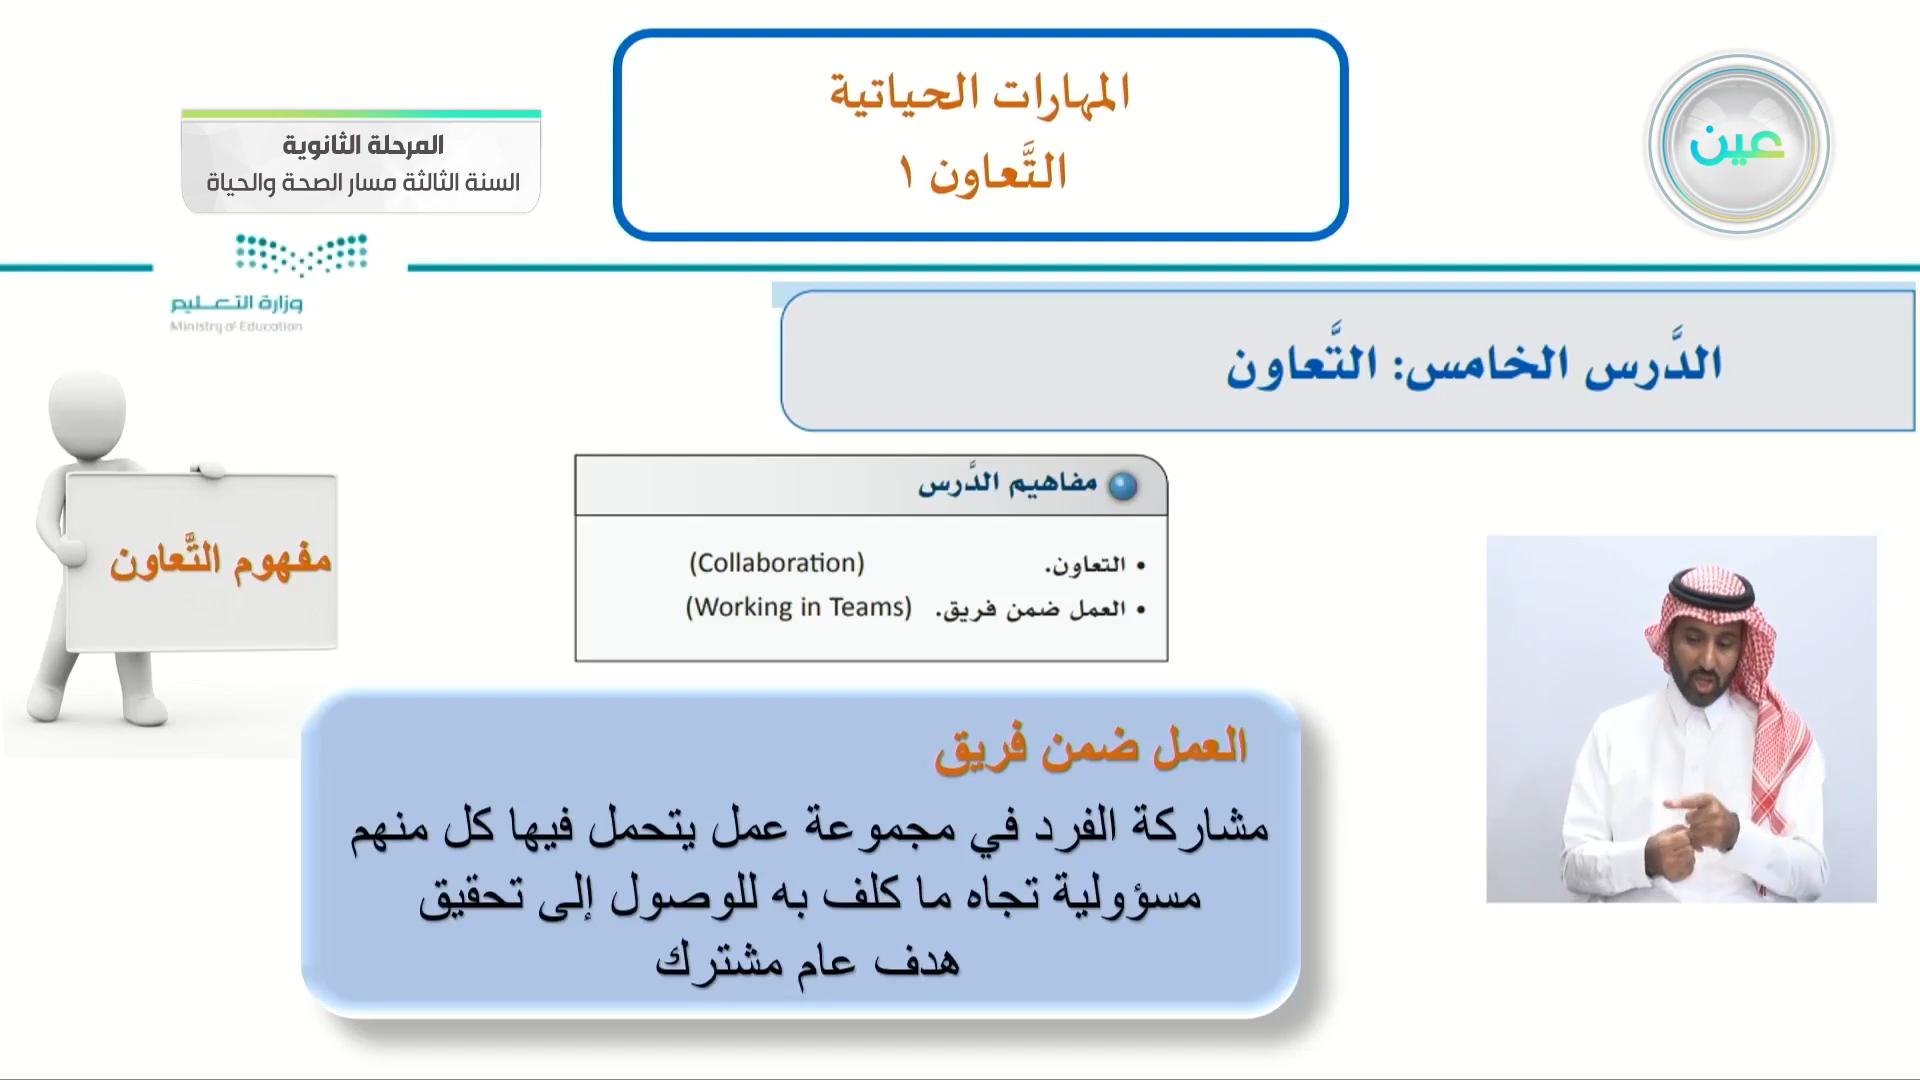 المهارات الحياتية
التَّعاون ١
عين
المرحلة الثانوية
السنة الثالثة مسار الصحة والحياة
وزارة التعـــليم
Ministry of Education
الدَّرس الخامس: التَّعاون
مفاهيم الدَّرس
• التعاون. (Collaboration)
• العمل ضمن فريق. (Working in Teams)
مفهوم التَّعاون
العمل ضمن فريق
مشاركة الفرد في مجموعة عمل يتحمل فيها كل منهم
مسؤولية تجاه ما كلف به للوصول إلى تحقيق
هدف عام مشترك